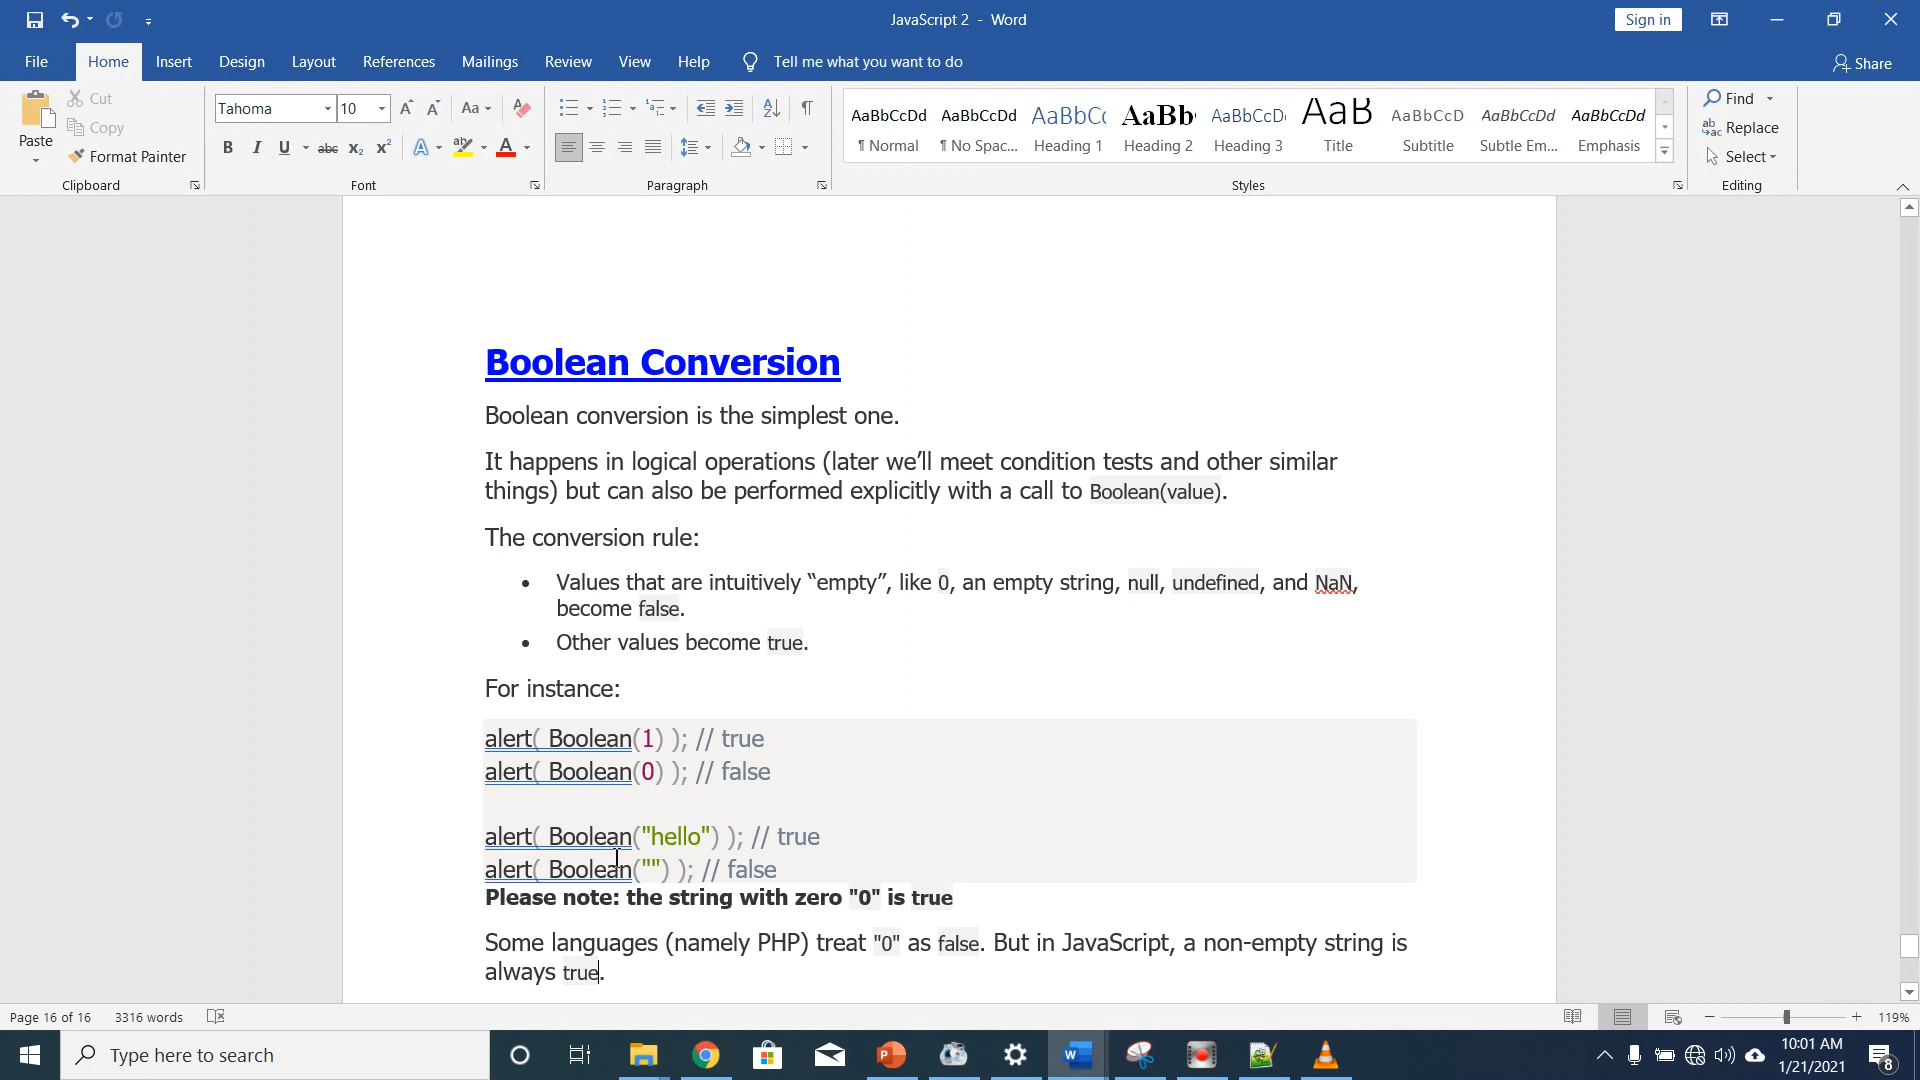 JavaScript 2 - Word
Sign in
File Home Insert Design Layout References Mailings Review View Help Tell me what you want to do Share
Paste
Cut
Copy
Format Painter
Clipboard
Tahoma 10
Aa
B I U abc x₂ x² A ab A
Font
Paragraph
AaBbCcDd AaBbCcDd AaBbCc AaBb AaBbCcD AaB AaBbCcD AaBbCcDd AaBbCcDd
¶ Normal ¶ No Spac... Heading 1 Heading 2 Heading 3 Title Subtitle Subtle Em... Emphasis
Styles
Find
Replace
Select
Editing
Boolean Conversion
Boolean conversion is the simplest one.
It happens in logical operations (later we’ll meet condition tests and other similar
things) but can also be performed explicitly with a call to Boolean(value).
The conversion rule:
• Values that are intuitively “empty”, like 0, an empty string, null, undefined, and NaN,
become false.
• Other values become true.
For instance:
alert( Boolean(1) ); // true
alert( Boolean(0) ); // false
alert( Boolean("hello") ); // true
alert( Boolean("") ); // false
Please note: the string with zero "0" is true
Some languages (namely PHP) treat "0" as false. But in JavaScript, a non-empty string is
always true.
Page 16 of 16 3316 words 119%
Type here to search
10:01 AM
1/21/2021
8